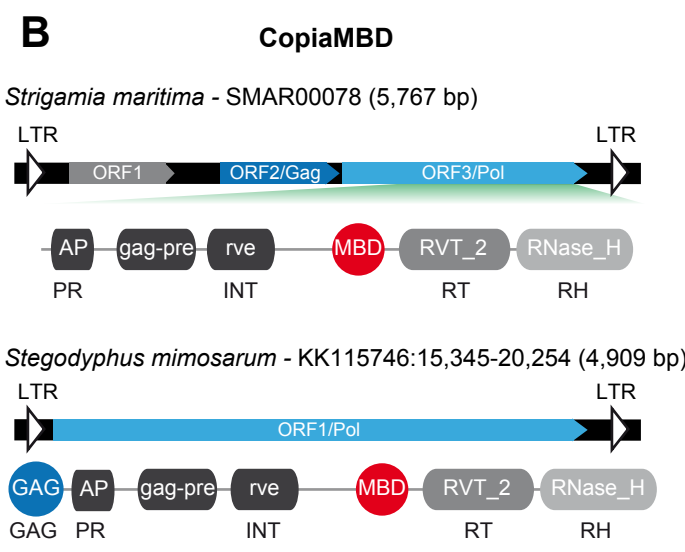 B
CopiaMBD
Strigamia maritima - SMAR00078 (5,767 bp)
LTR LTR
ORF1 ORF2/Gag ORF3/Pol
AP gag-pre rve MBD RVT_2 RNase_H
PR INT RT RH
Stegodyphus mimosarum - KK115746:15,345-20,254 (4,909 bp)
LTR LTR
ORF1/Pol
GAG AP gag-pre rve MBD RVT_2 RNase_H
GAG PR INT RT RH